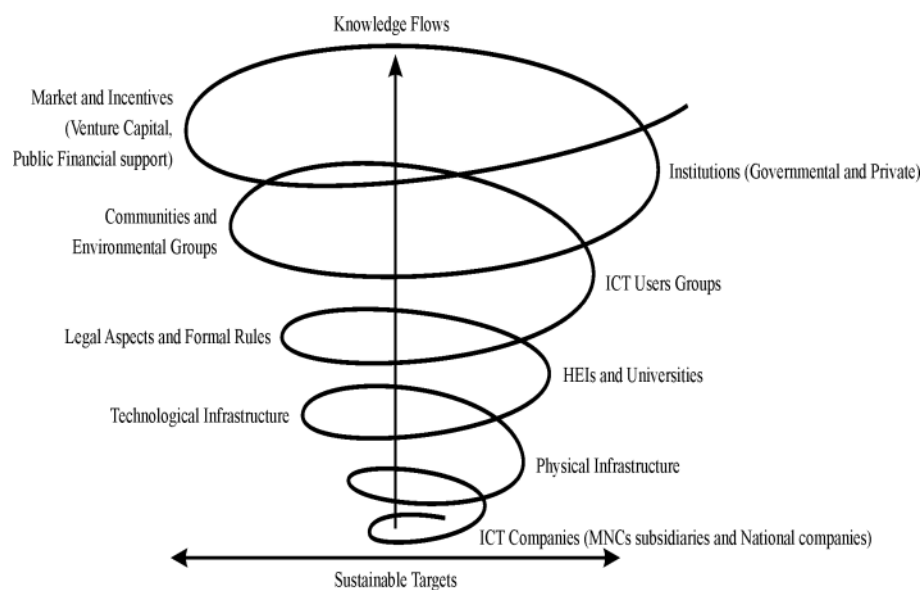 Knowledge Flows
Market and Incentives
(Venture Capital,
Public Financial support)
Institutions (Governmental and Private)
Communities and
Environmental Groups
ICT Users Groups
Legal Aspects and Formal Rules
HEIs and Universities
Technological Infrastructure
Physical Infrastructure
ICT Companies (MNCs subsidiaries and National companies)
Sustainable Targets